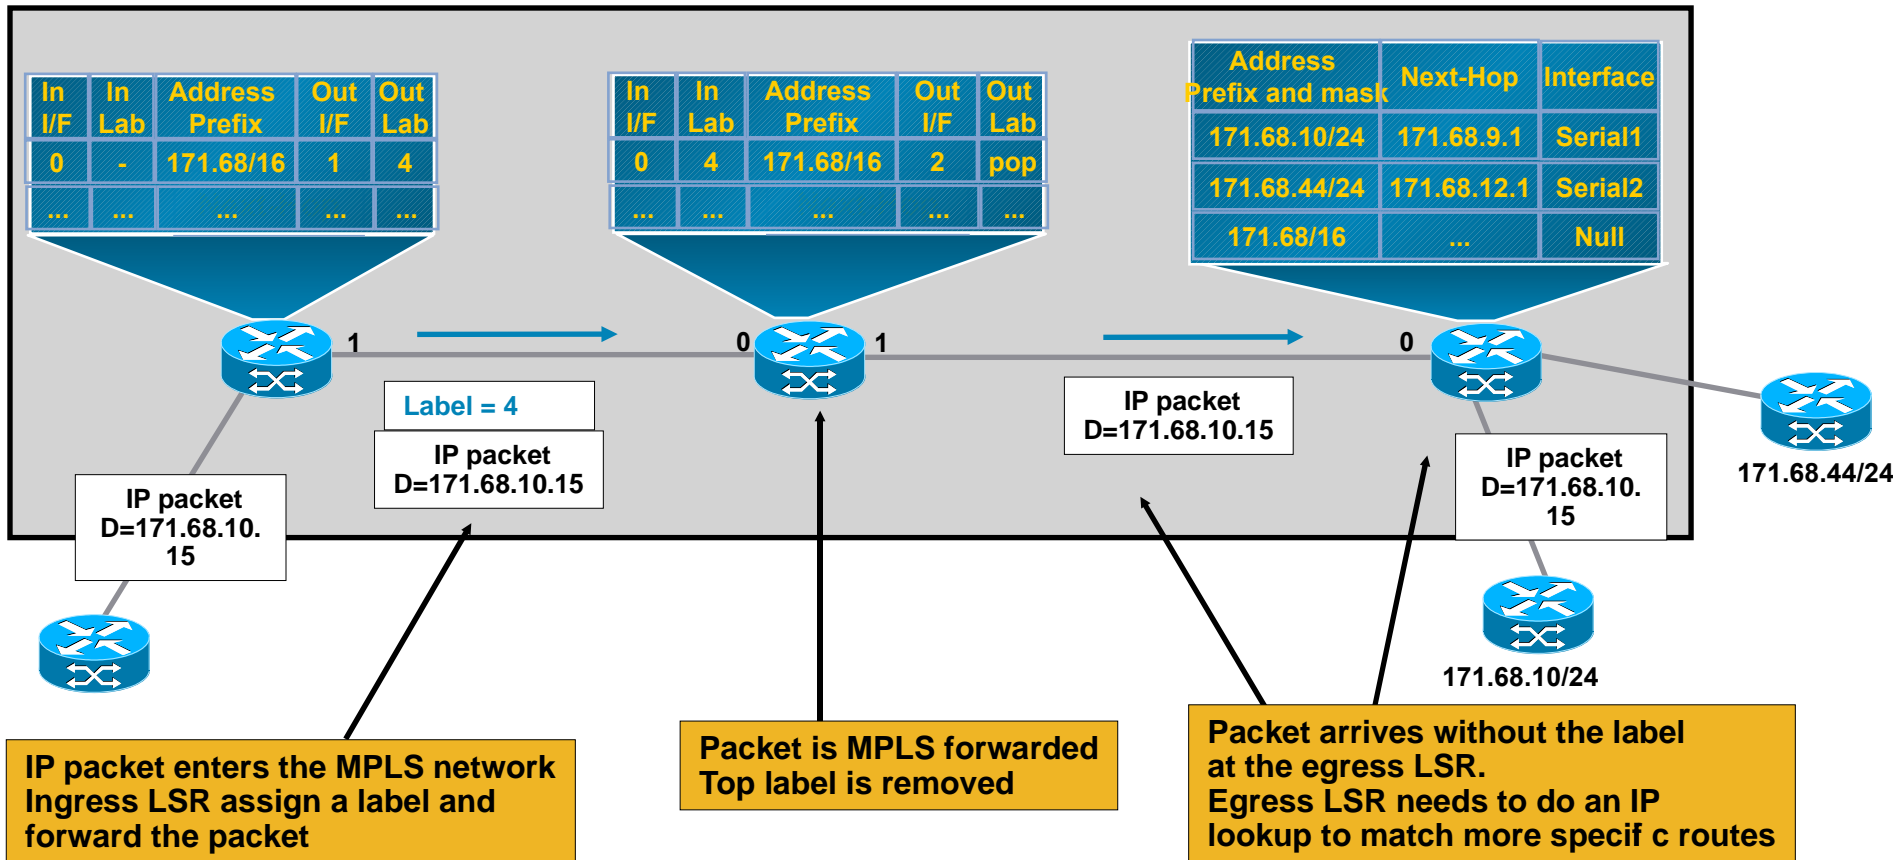 In I/F In Lab Address Prefix Out I/F Out Lab
0 - 171.68/16 1 4
... ... ... ... ...
In I/F In Lab Address Prefix Out I/F Out Lab
0 4 171.68/16 2 pop
... ... ... ... ...
Address Prefix and mask Next-Hop Interface
171.68.10/24 171.68.9.1 Serial1
171.68.44/24 171.68.12.1 Serial2
171.68/16 ... Null
1
0
1
0
Label = 4
IP packet
D=171.68.10.15
IP packet
D=171.68.10.15
IP packet
D=171.68.10.
15
IP packet
D=171.68.10.
15
171.68.44/24
171.68.10/24
IP packet enters the MPLS network
Ingress LSR assign a label and
forward the packet
Packet is MPLS forwarded
Top label is removed
Packet arrives without the label
at the egress LSR.
Egress LSR needs to do an IP
lookup to match more specif c routes